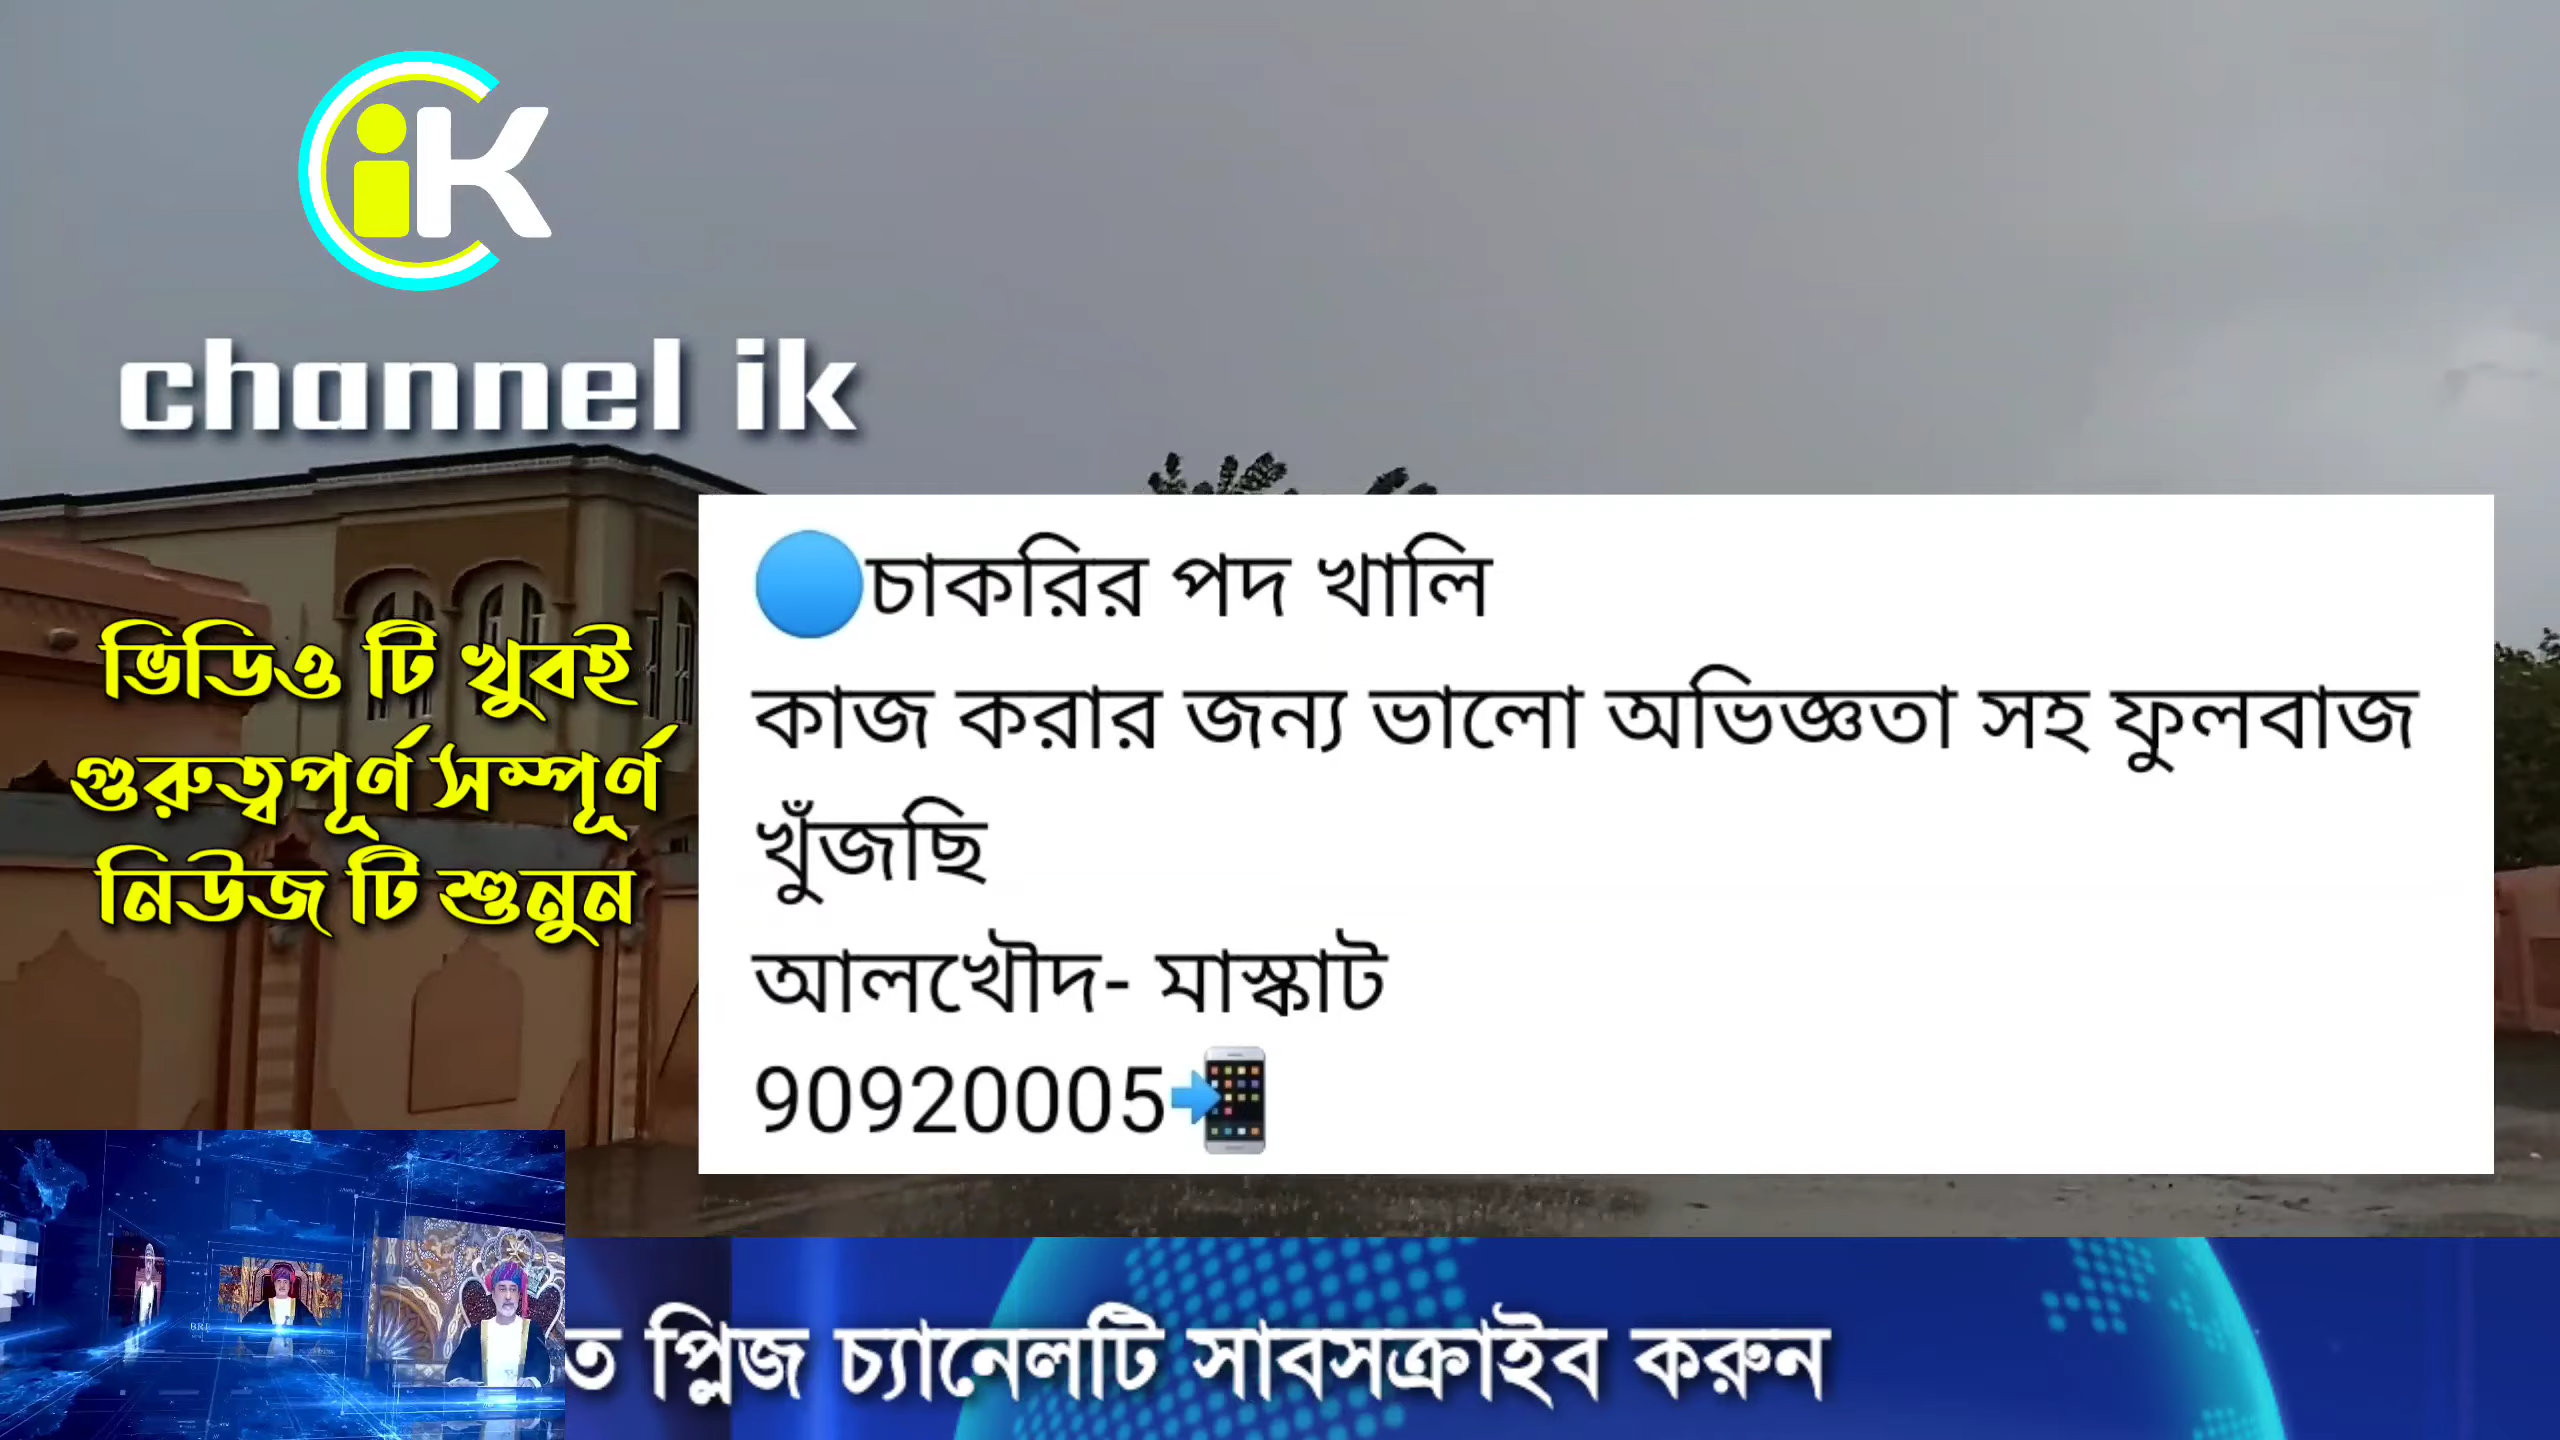 iK
channel ik
ভিডিও টি খুবই
গুরুত্বপূর্ণ সম্পূর্ণ
নিউজ টি শুনুন
🔵চাকরির পদ খালি
কাজ করার জন্য ভালো অভিজ্ঞতা সহ ফুলবাজ
খুঁজছি
আলখৌদ- মাস্কাট
90920005📲
ত প্লিজ চ্যানেলটি সাবসক্রাইব করুন